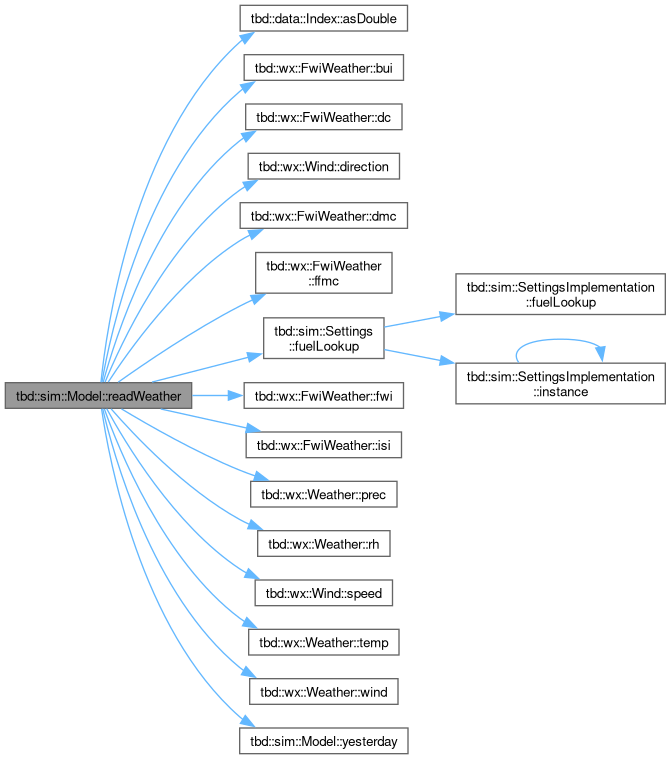 tbd::data::Index::asDouble
tbd::wx::FwiWeather::bui
tbd::wx::FwiWeather::dc
tbd::wx::Wind::direction
tbd::wx::FwiWeather::dmc
tbd::wx::FwiWeather
::ffmc
tbd::sim::Settings
::fuelLookup
tbd::sim::SettingsImplementation
::fuelLookup
tbd::sim::SettingsImplementation
::instance
tbd::sim::Model::readWeather
tbd::wx::FwiWeather::fwi
tbd::wx::FwiWeather::isi
tbd::wx::Weather::prec
tbd::wx::Weather::rh
tbd::wx::Wind::speed
tbd::wx::Weather::temp
tbd::wx::Weather::wind
tbd::sim::Model::yesterday